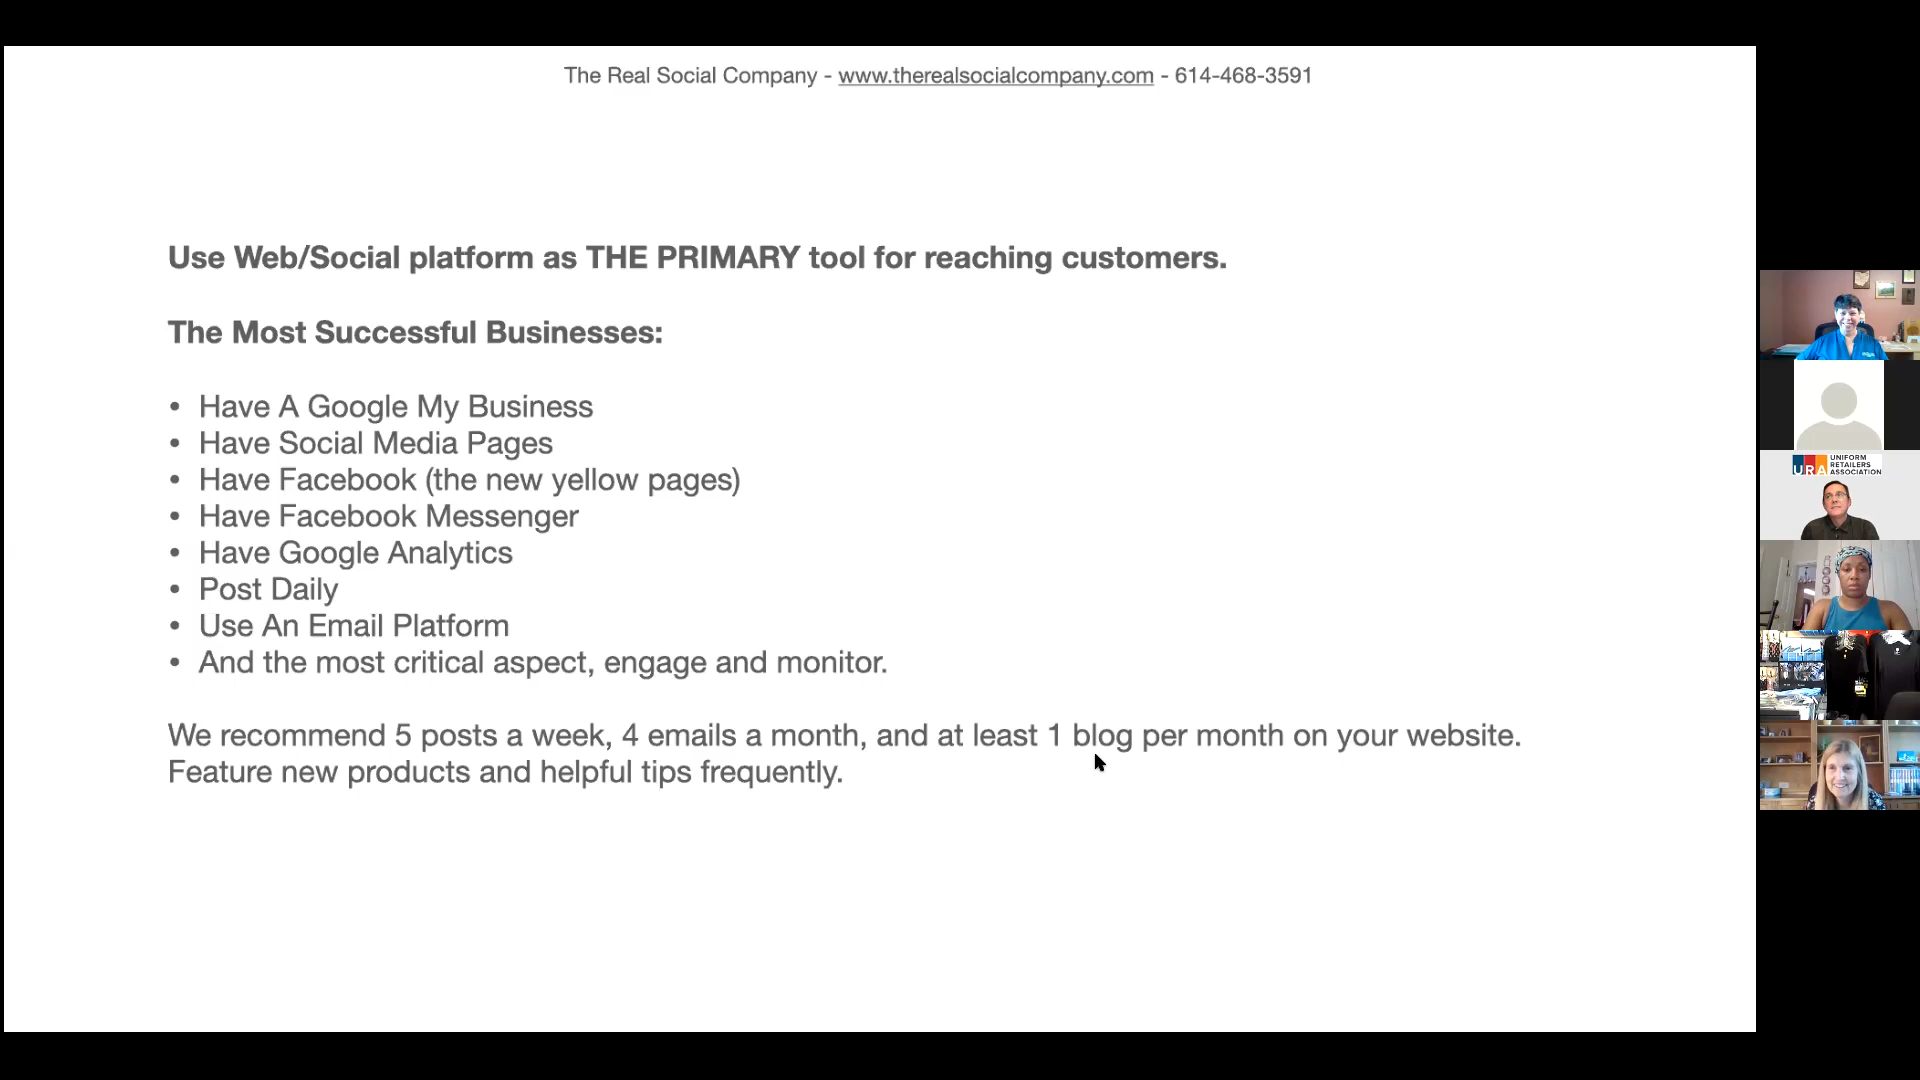 The Real Social Company - www.therealsocialcompany.com - 614-468-3591
Use Web/Social platform as THE PRIMARY tool for reaching customers.
The Most Successful Businesses:
• Have A Google My Business
• Have Social Media Pages
• Have Facebook (the new yellow pages)
• Have Facebook Messenger
• Have Google Analytics
• Post Daily
• Use An Email Platform
• And the most critical aspect, engage and monitor.
We recommend 5 posts a week, 4 emails a month, and at least 1 blog per month on your website.
Feature new products and helpful tips frequently.
URA UNIFORM
RETAILERS
ASSOCIATION